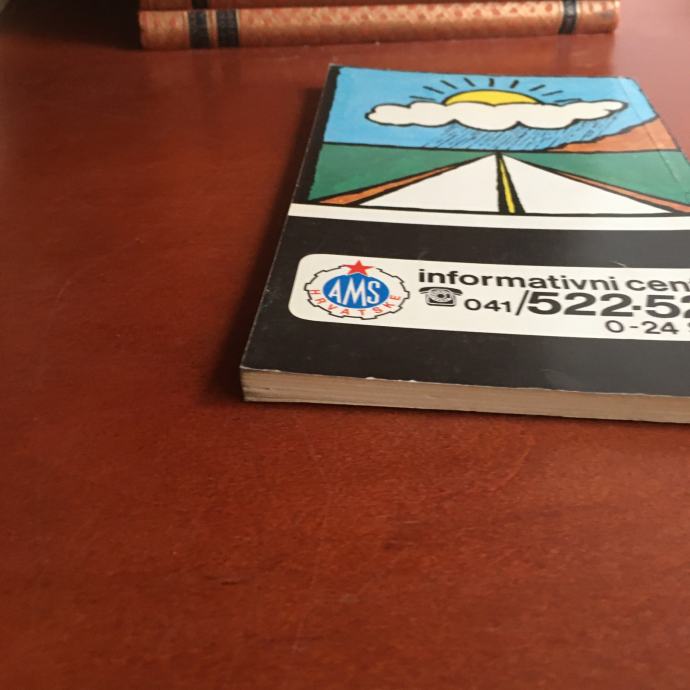 AMS
HRVATSKE
informativni cen
041/522-52
0-24